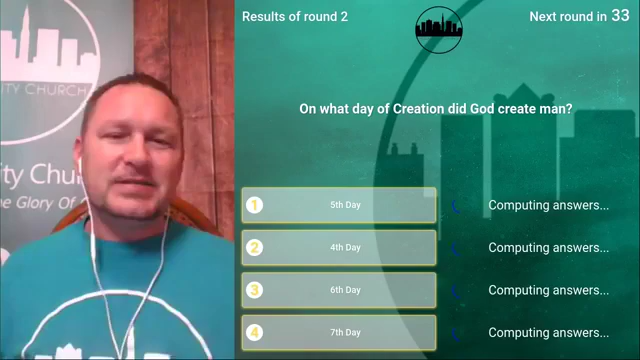 Results of round 2
Next round in 33
On what day of Creation did God create man?
1 5th Day Computing answers...
2 4th Day Computing answers...
3 6th Day Computing answers...
4 7th Day Computing answers...
ITY CHURCH
ity Chu
e Glory Of